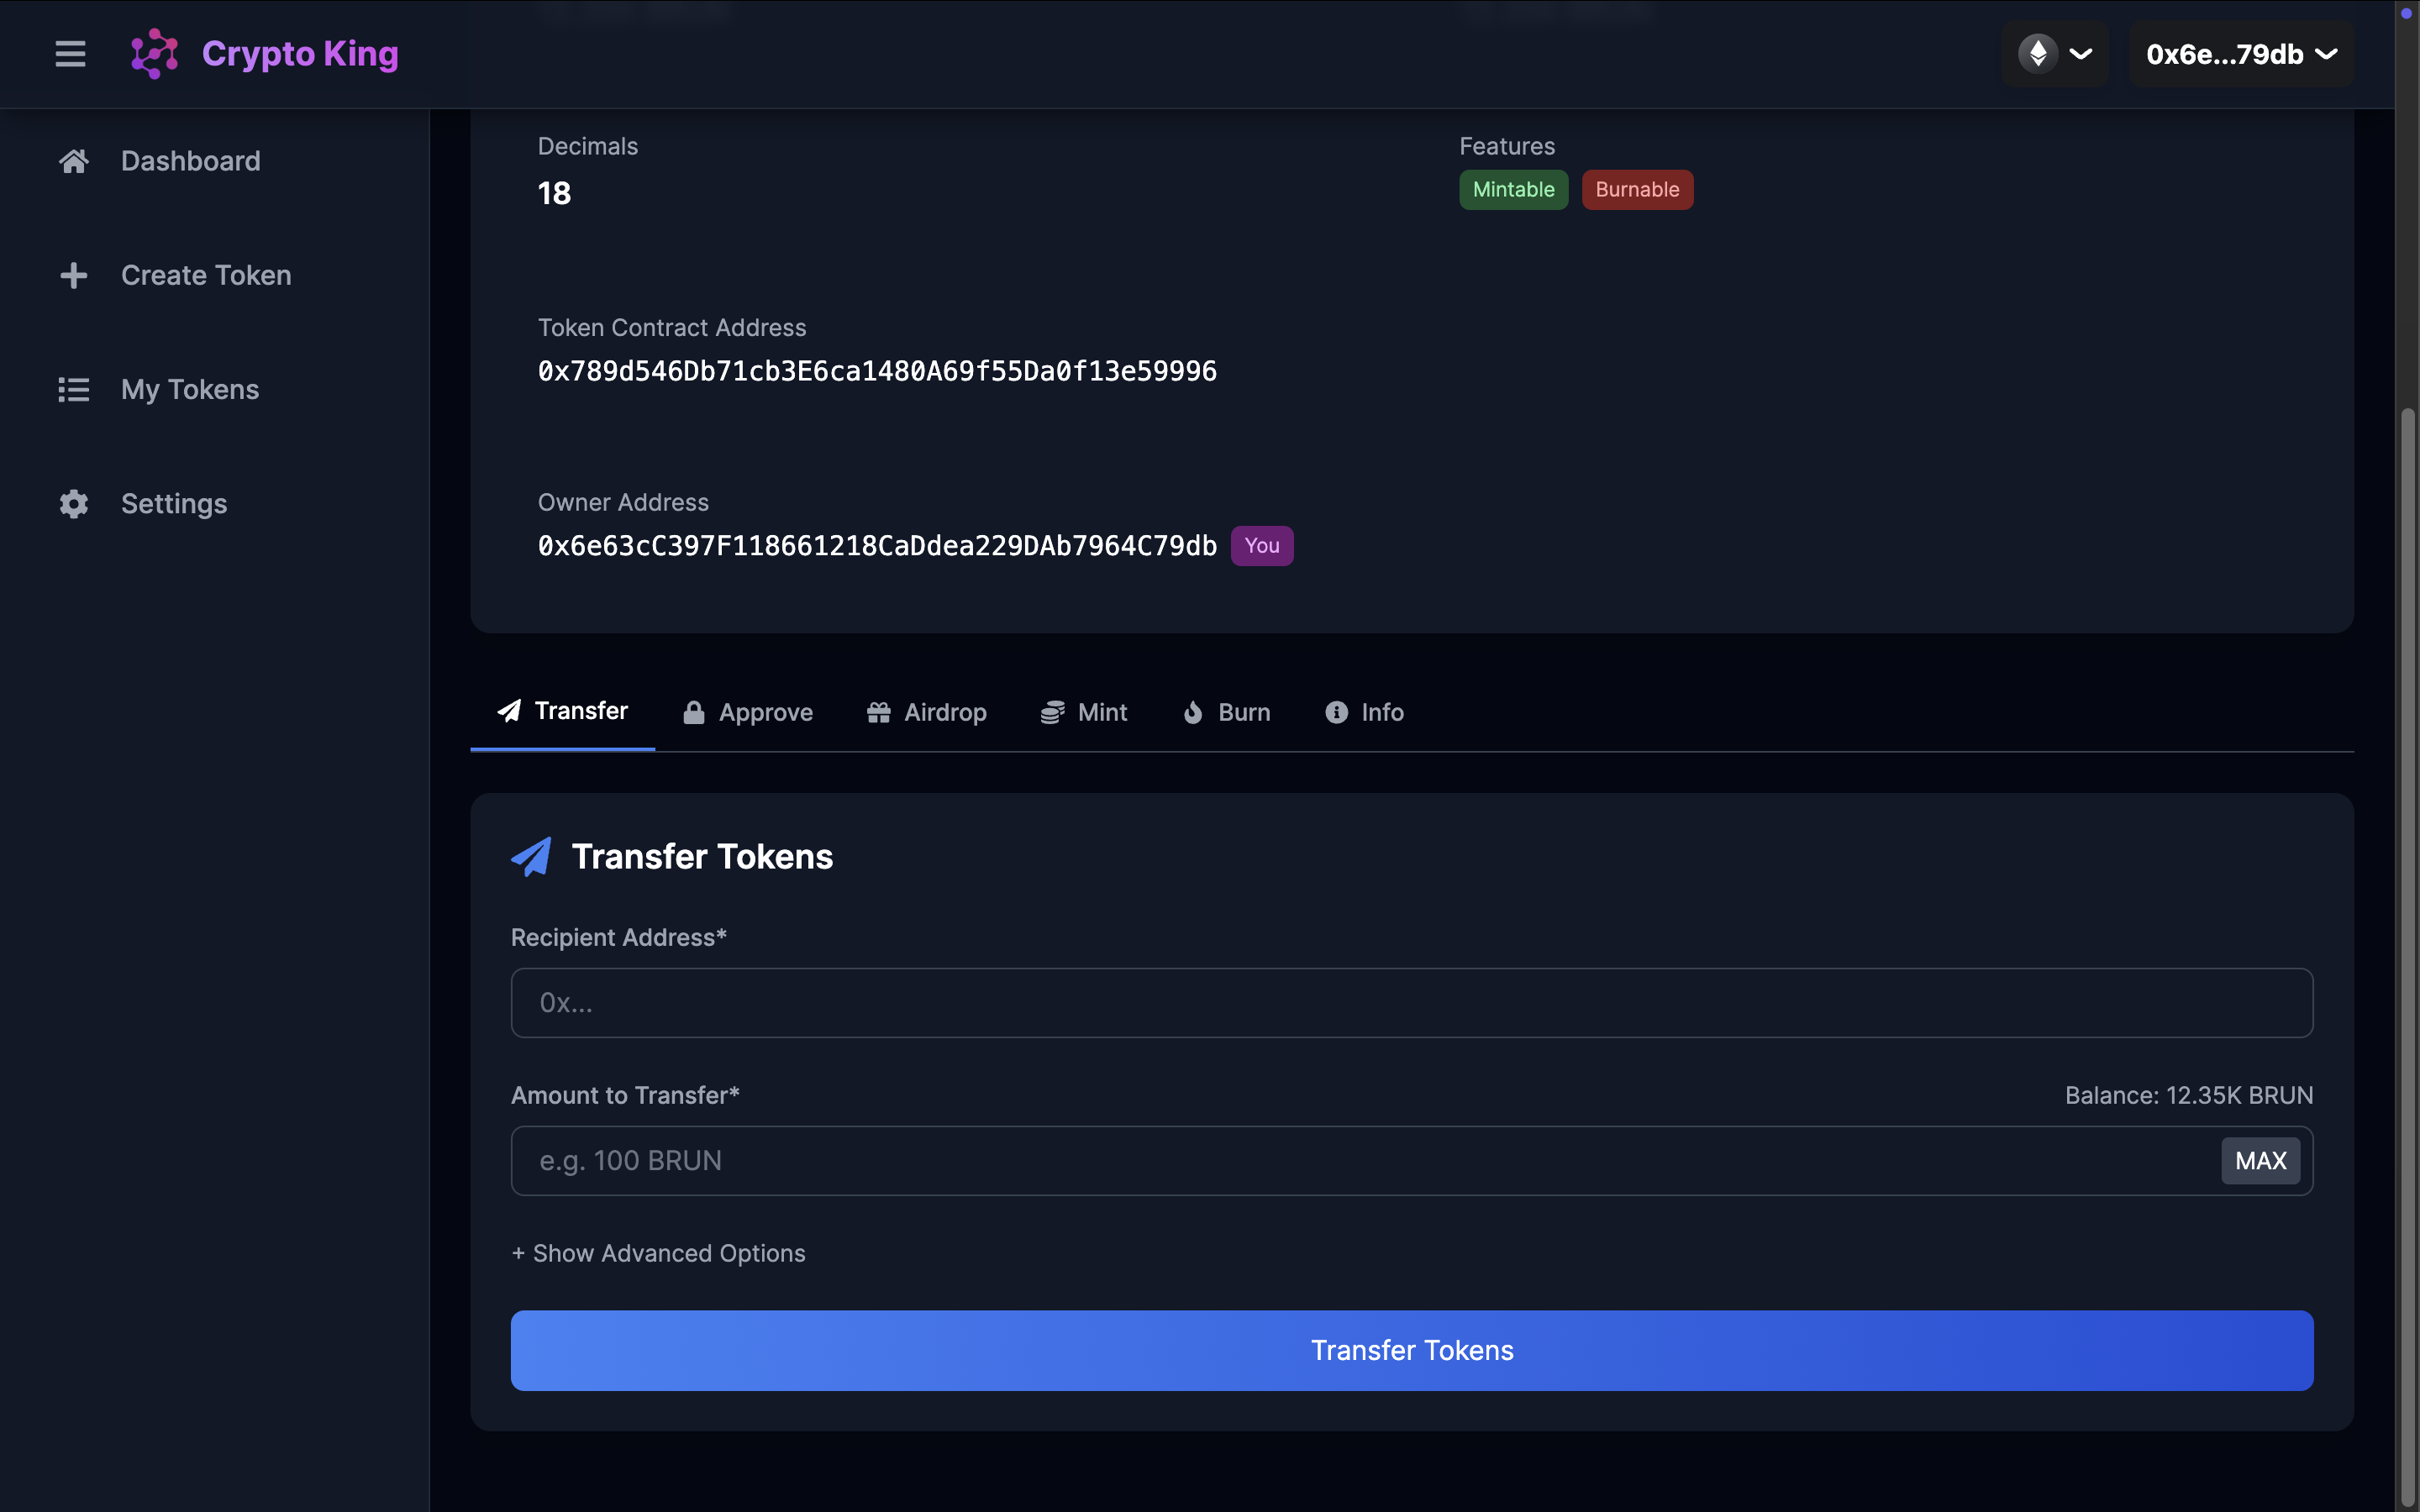 Crypto King
0x6e...79db
Dashboard
Create Token
My Tokens
Settings
Decimals
18
Features
Mintable
Burnable
Token Contract Address
0x789d546Db71cb3E6ca1480A69f55Da0f13e59996
Owner Address
0x6e63cC397F118661218CaDdea229DAb7964C79db You
Transfer
Approve
Airdrop
Mint
Burn
Info
Transfer Tokens
Recipient Address*
0x...
Amount to Transfer*
Balance: 12.35K BRUN
e.g. 100 BRUN
MAX
+ Show Advanced Options
Transfer Tokens